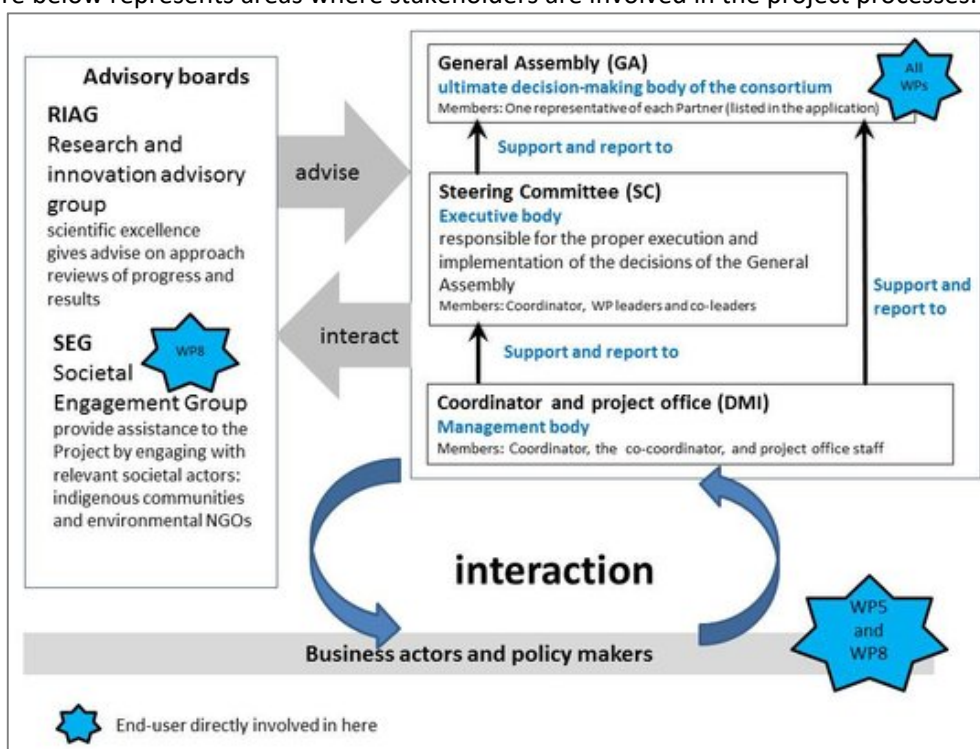 re below represents areas where stakeholders are involved in the project processes.
Advisory boards
RIAG
Research and
innovation advisory
group
scientific excellence
gives advise on approach
reviews of progress and
results
SEG
WP8
Societal
Engagement Group
provide assistance to the
Project by engaging with
relevant societal actors:
indigenous communities
and environmental NGOs
advise
interact
General Assembly (GA)
ultimate decision-making body of the consortium
Members: One representative of each Partner (listed in the application)
All
WPs
Support and report to
Steering Committee (SC)
Executive body
responsible for the proper execution and
implementation of the decisions of the General
Assembly
Members: Coordinator, WP leaders and co-leaders
Support and
report to
Support and report to
Coordinator and project office (DMI)
Management body
Members: Coordinator, the co-coordinator, and project office staff
interaction
WP5
and
WP8
Business actors and policy makers
End-user directly involved in here